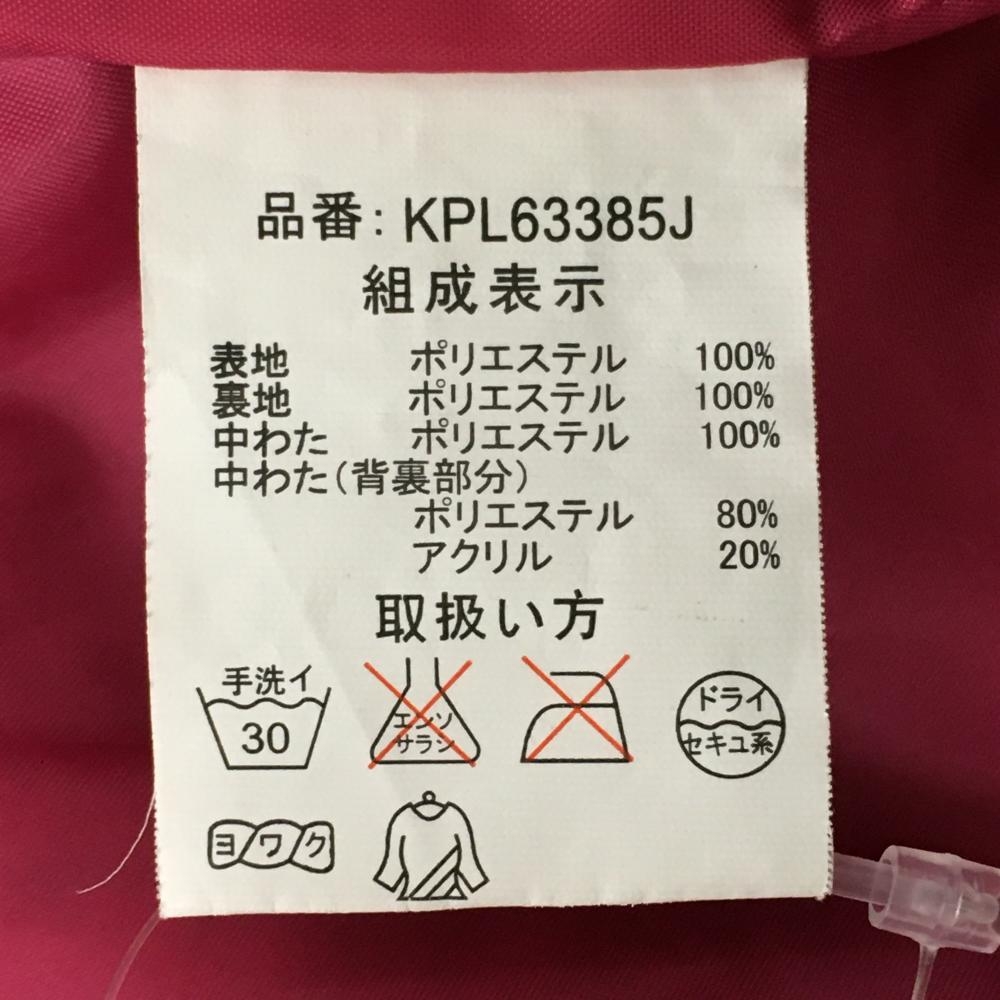 品番: KPL63385J
組成表示
表地 ポリエステル 100%
裏地 ポリエステル 100%
中わた ポリエステル 100%
中わた(背裏部分)
ポリエステル 80%
アクリル 20%
取扱い方
手洗イ
30
エンソ
サラシ
ドライ
セキユ系
ヨワク